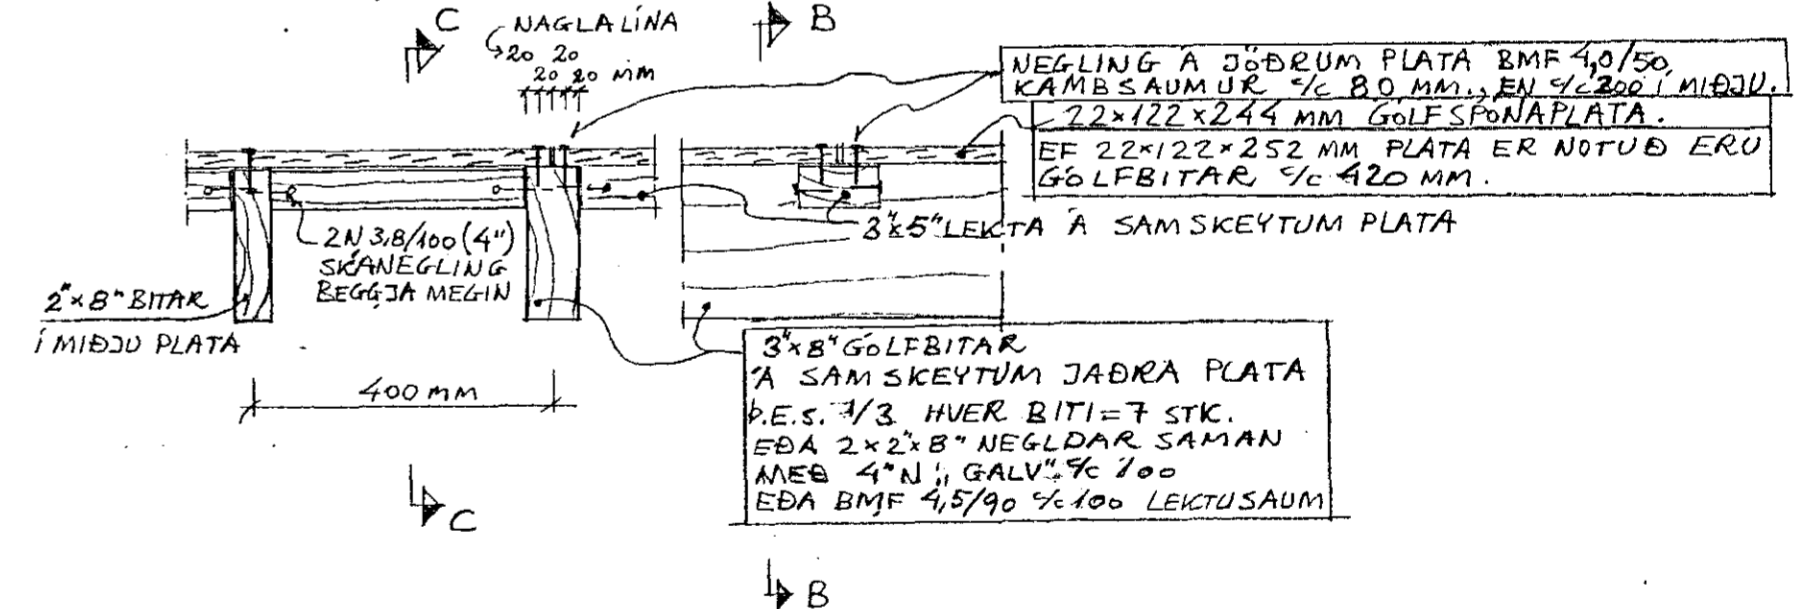 C
B
NAGLALÍNA
20 20
20 20 MM
NEGLING Á JÖÐRUM PLATA BMF 4,0/50
KAMBSAUMUR c/c 80 MM., EN c/c 200 Í MIÐJU.
22×122×244 MM GÓLFSPÓNAPLATA.
EF 22×122×252 MM PLATA ER NOTUÐ ERU
GÓLFBITAR c/c 420 MM.
3"×5" LEKTA Á SAMSKEYTUM PLATA
2N 3,8/100 (4")
SKÁNEGLING
BEGGJA MEGIN
2"×8" BITAR
Í MIÐJU PLATA
400 MM
3"×8" GÓLFBITAR
Á SAMSKEYTUM JAÐRA PLATA
Þ.E.S. 1/3 HVER BITI = 7 STK.
EÐA 2×2"×8" NEGLDAR SAMAN
MEÐ 4"N „GALV" c/c 100
EÐA BMF 4,5/90 c/c 100 LEKTUSAUM
C
B